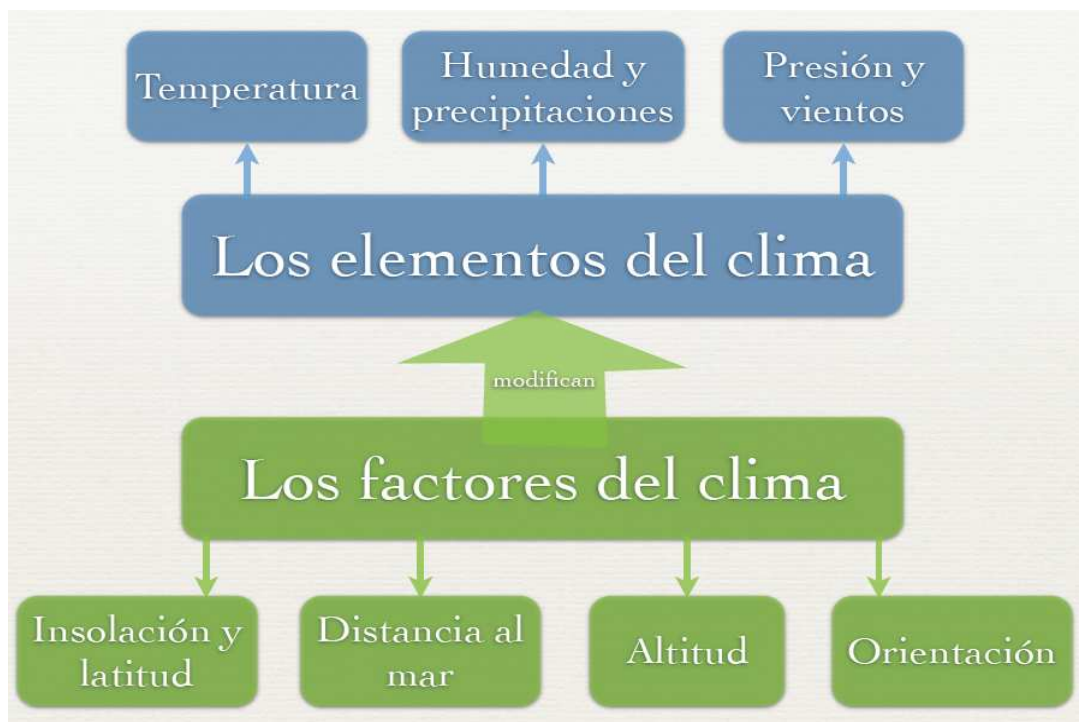 Temperatura
Humedad y
precipitaciones
Presión y
vientos
Los elementos del clima
modifican
Los factores del clima
Insolación y
latitud
Distancia al
mar
Altitud
Orientación